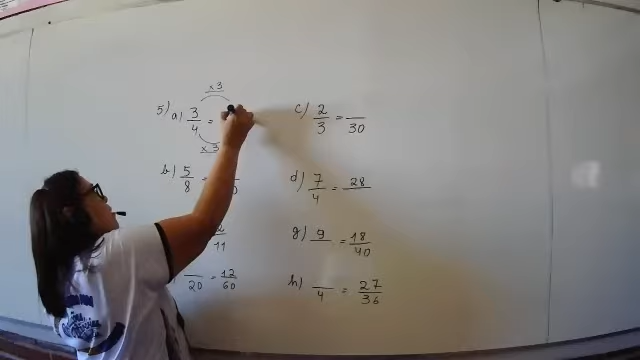 ×3
5) a) 3/4 =
×3
b) 5/8 =
/11
/20 = 12/60
c) 2/3 = /30
d) 7/4 = 28/
g) 9/ = 18/40
h) /4 = 27/36